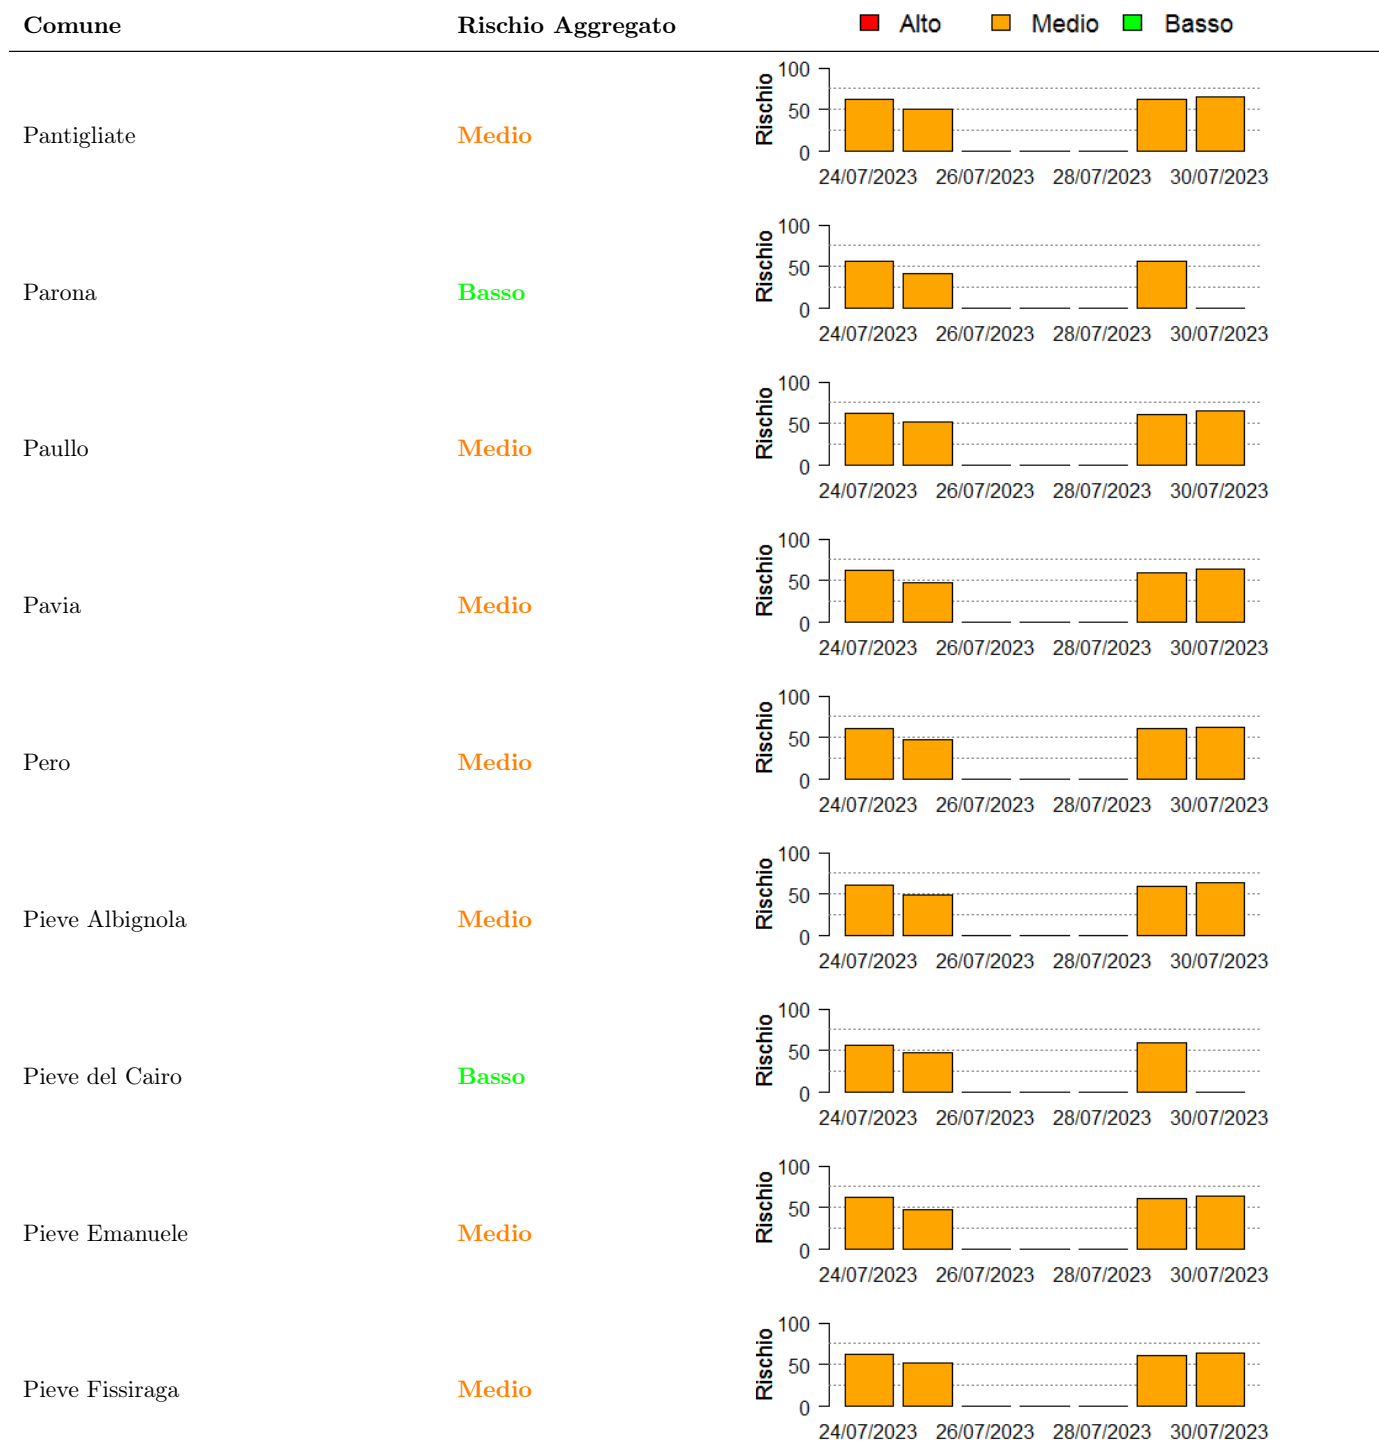 Comune Rischio Aggregato Alto Medio Basso
100
50
0
Rischio
Pantigliate Medio
24/07/2023 26/07/2023 28/07/2023 30/07/2023
100
50
0
Rischio
Parona Basso
24/07/2023 26/07/2023 28/07/2023 30/07/2023
100
50
0
Rischio
Paullo Medio
24/07/2023 26/07/2023 28/07/2023 30/07/2023
100
50
0
Rischio
Pavia Medio
24/07/2023 26/07/2023 28/07/2023 30/07/2023
100
50
0
Rischio
Pero Medio
24/07/2023 26/07/2023 28/07/2023 30/07/2023
100
50
0
Rischio
Pieve Albignola Medio
24/07/2023 26/07/2023 28/07/2023 30/07/2023
100
50
0
Rischio
Pieve del Cairo Basso
24/07/2023 26/07/2023 28/07/2023 30/07/2023
100
50
0
Rischio
Pieve Emanuele Medio
24/07/2023 26/07/2023 28/07/2023 30/07/2023
100
50
0
Rischio
Pieve Fissiraga Medio
24/07/2023 26/07/2023 28/07/2023 30/07/2023